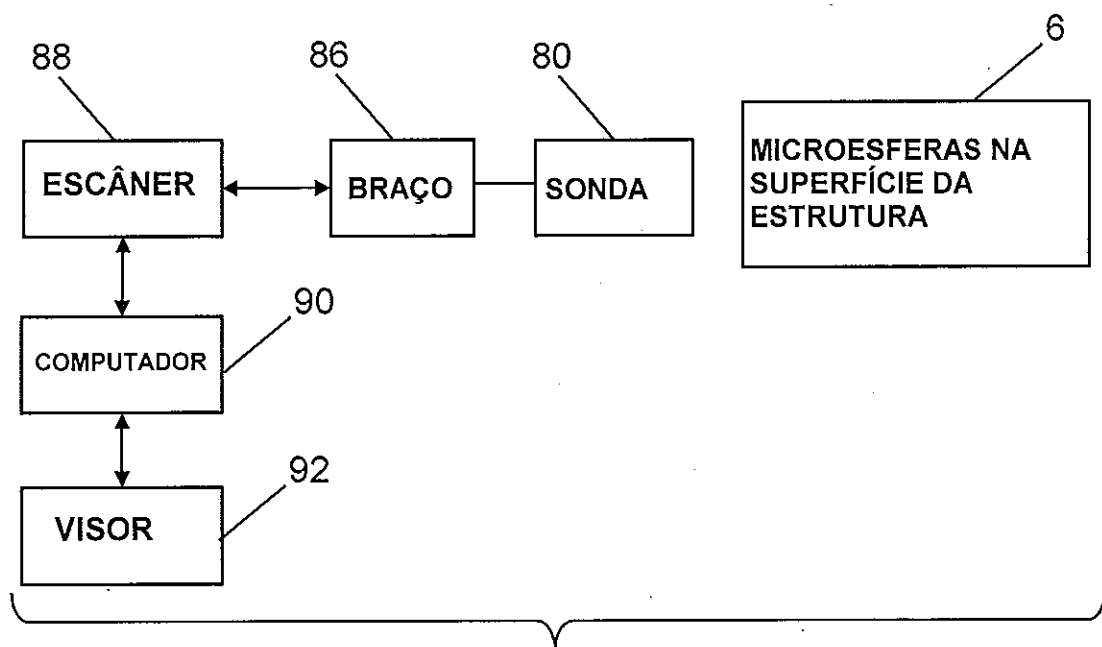 88
86
80
6
ESCÂNER
BRAÇO
SONDA
MICROESFERAS NA
SUPERFÍCIE DA
ESTRUTURA
90
COMPUTADOR
92
VISOR